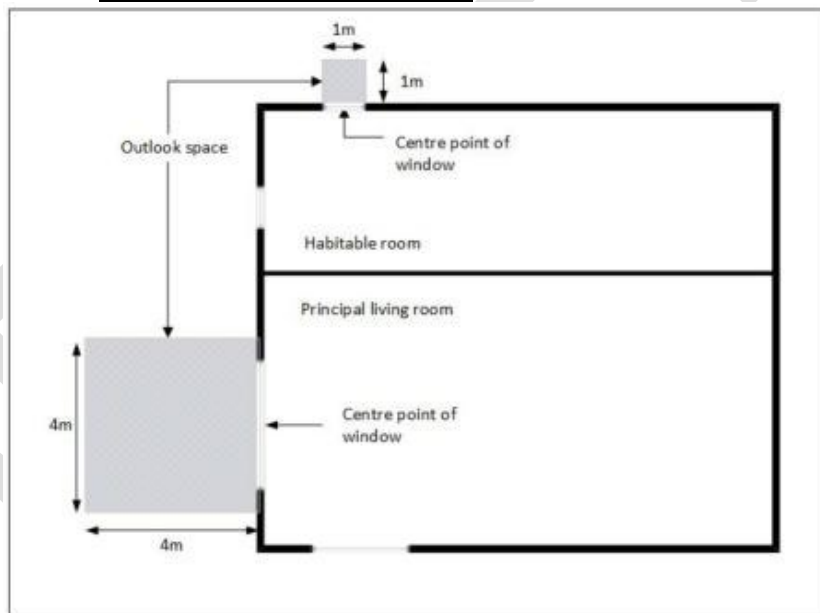 1m
1m
Outlook space
Centre point of
window
Habitable room
Principal living room
4m
Centre point of
window
4m